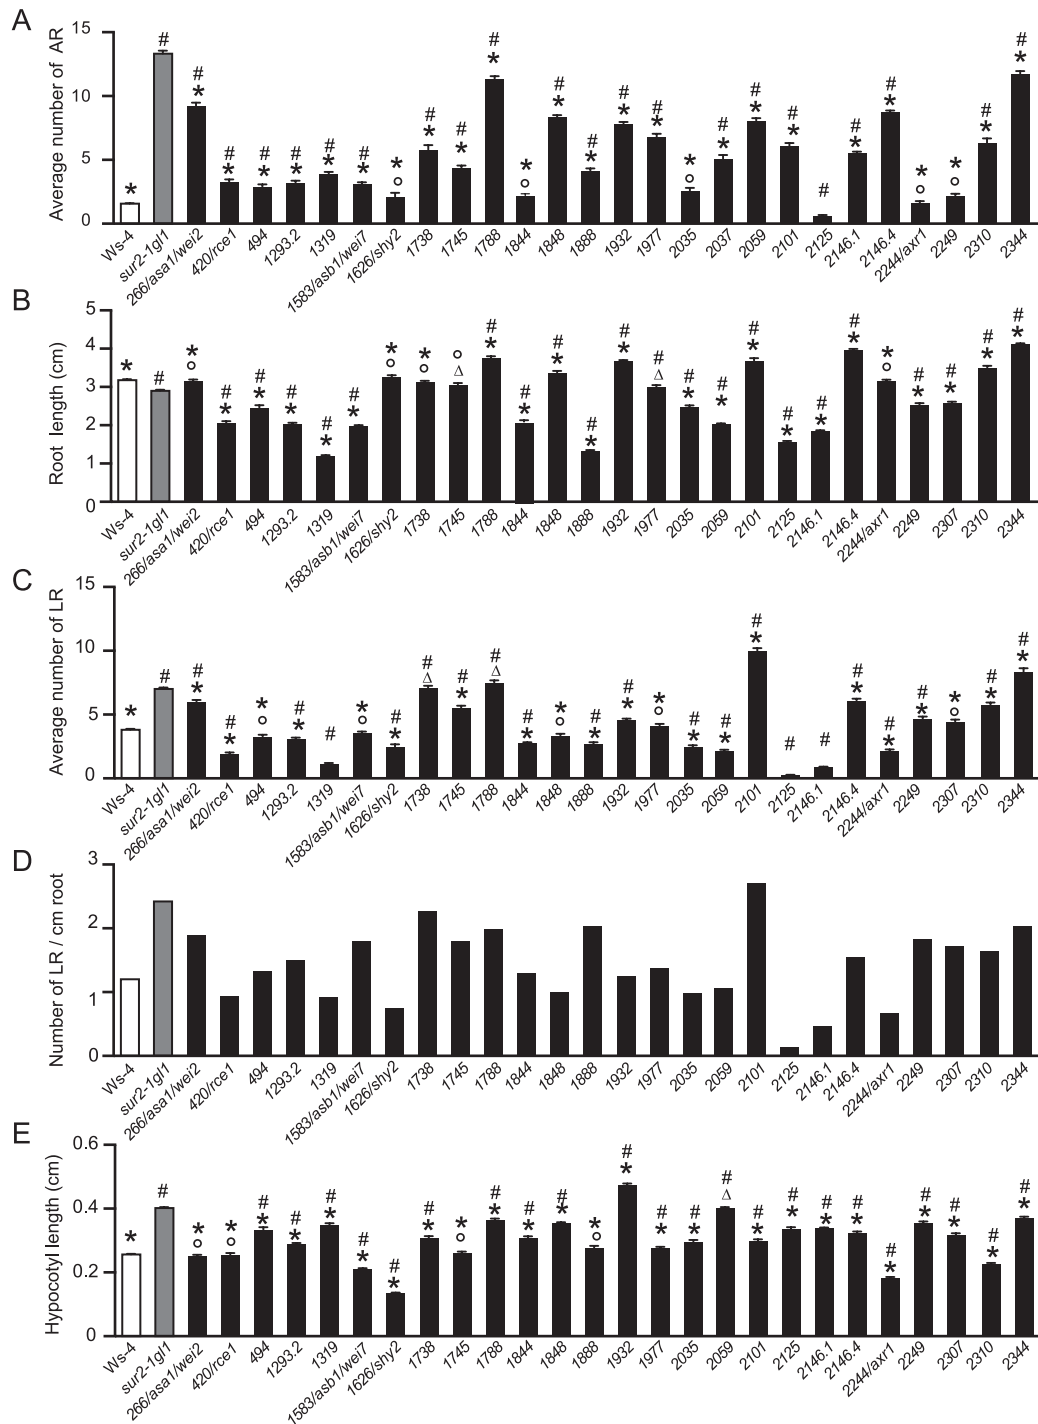 A
Average number of AR
15
10
5
0
# # * # * # * # * # * # * * ° # * # * # * * ° # * # * # * # * * ° # * # * # * # # * # * * ° * ° # * # *
Ws-4 sur2-1gl1 266/asa1/wei2 420/rce1 494 1293.2 1319 1583/asb1/wei7 1626/shy2 1738 1745 1788 1844 1848 1888 1932 1977 2035 2037 2059 2101 2125 2146.1 2146.4 2244/axr1 2249 2310 2344
B
Root length (cm)
5
4
3
2
1
0
* # * ° # * # * # * # * # * * ° * ° ° Δ # * # * # * # * # * # Δ # * # * # * # * # * # * * ° # * # * # * # *
Ws-4 sur2-1gl1 266/asa1/wei2 420/rce1 494 1293.2 1319 1583/asb1/wei7 1626/shy2 1738 1745 1788 1844 1848 1888 1932 1977 2035 2059 2101 2125 2146.1 2146.4 2244/axr1 2249 2307 2310 2344
C
Average number of LR
15
10
5
0
* # # * # * * ° # * # * ° # * # Δ # * # Δ # * * ° # * # * * ° # * # * # * # # # * # * # * * ° # * # *
Ws-4 sur2-1gl1 266/asa1/wei2 420/rce1 494 1293.2 1319 1583/asb1/wei7 1626/shy2 1738 1745 1788 1844 1848 1888 1932 1977 2035 2059 2101 2125 2146.1 2146.4 2244/axr1 2249 2307 2310 2344
D
Number of LR / cm root
3
2
1
0
Ws-4 sur2-1gl1 266/asa1/wei2 420/rce1 494 1293.2 1319 1583/asb1/wei7 1626/shy2 1738 1745 1788 1844 1848 1888 1932 1977 2035 2059 2101 2125 2146.1 2146.4 2244/axr1 2249 2307 2310 2344
E
Hypocotyl length (cm)
0.6
0.4
0.2
0
* # * ° * ° # * # * # * # * # * # * * ° # * # * # * * ° # * # * # * # Δ # * # * # * # * # * # * # * # * # *
Ws-4 sur2-1gl1 266/asa1/wei2 420/rce1 494 1293.2 1319 1583/asb1/wei7 1626/shy2 1738 1745 1788 1844 1848 1888 1932 1977 2035 2059 2101 2125 2146.1 2146.4 2244/axr1 2249 2307 2310 2344